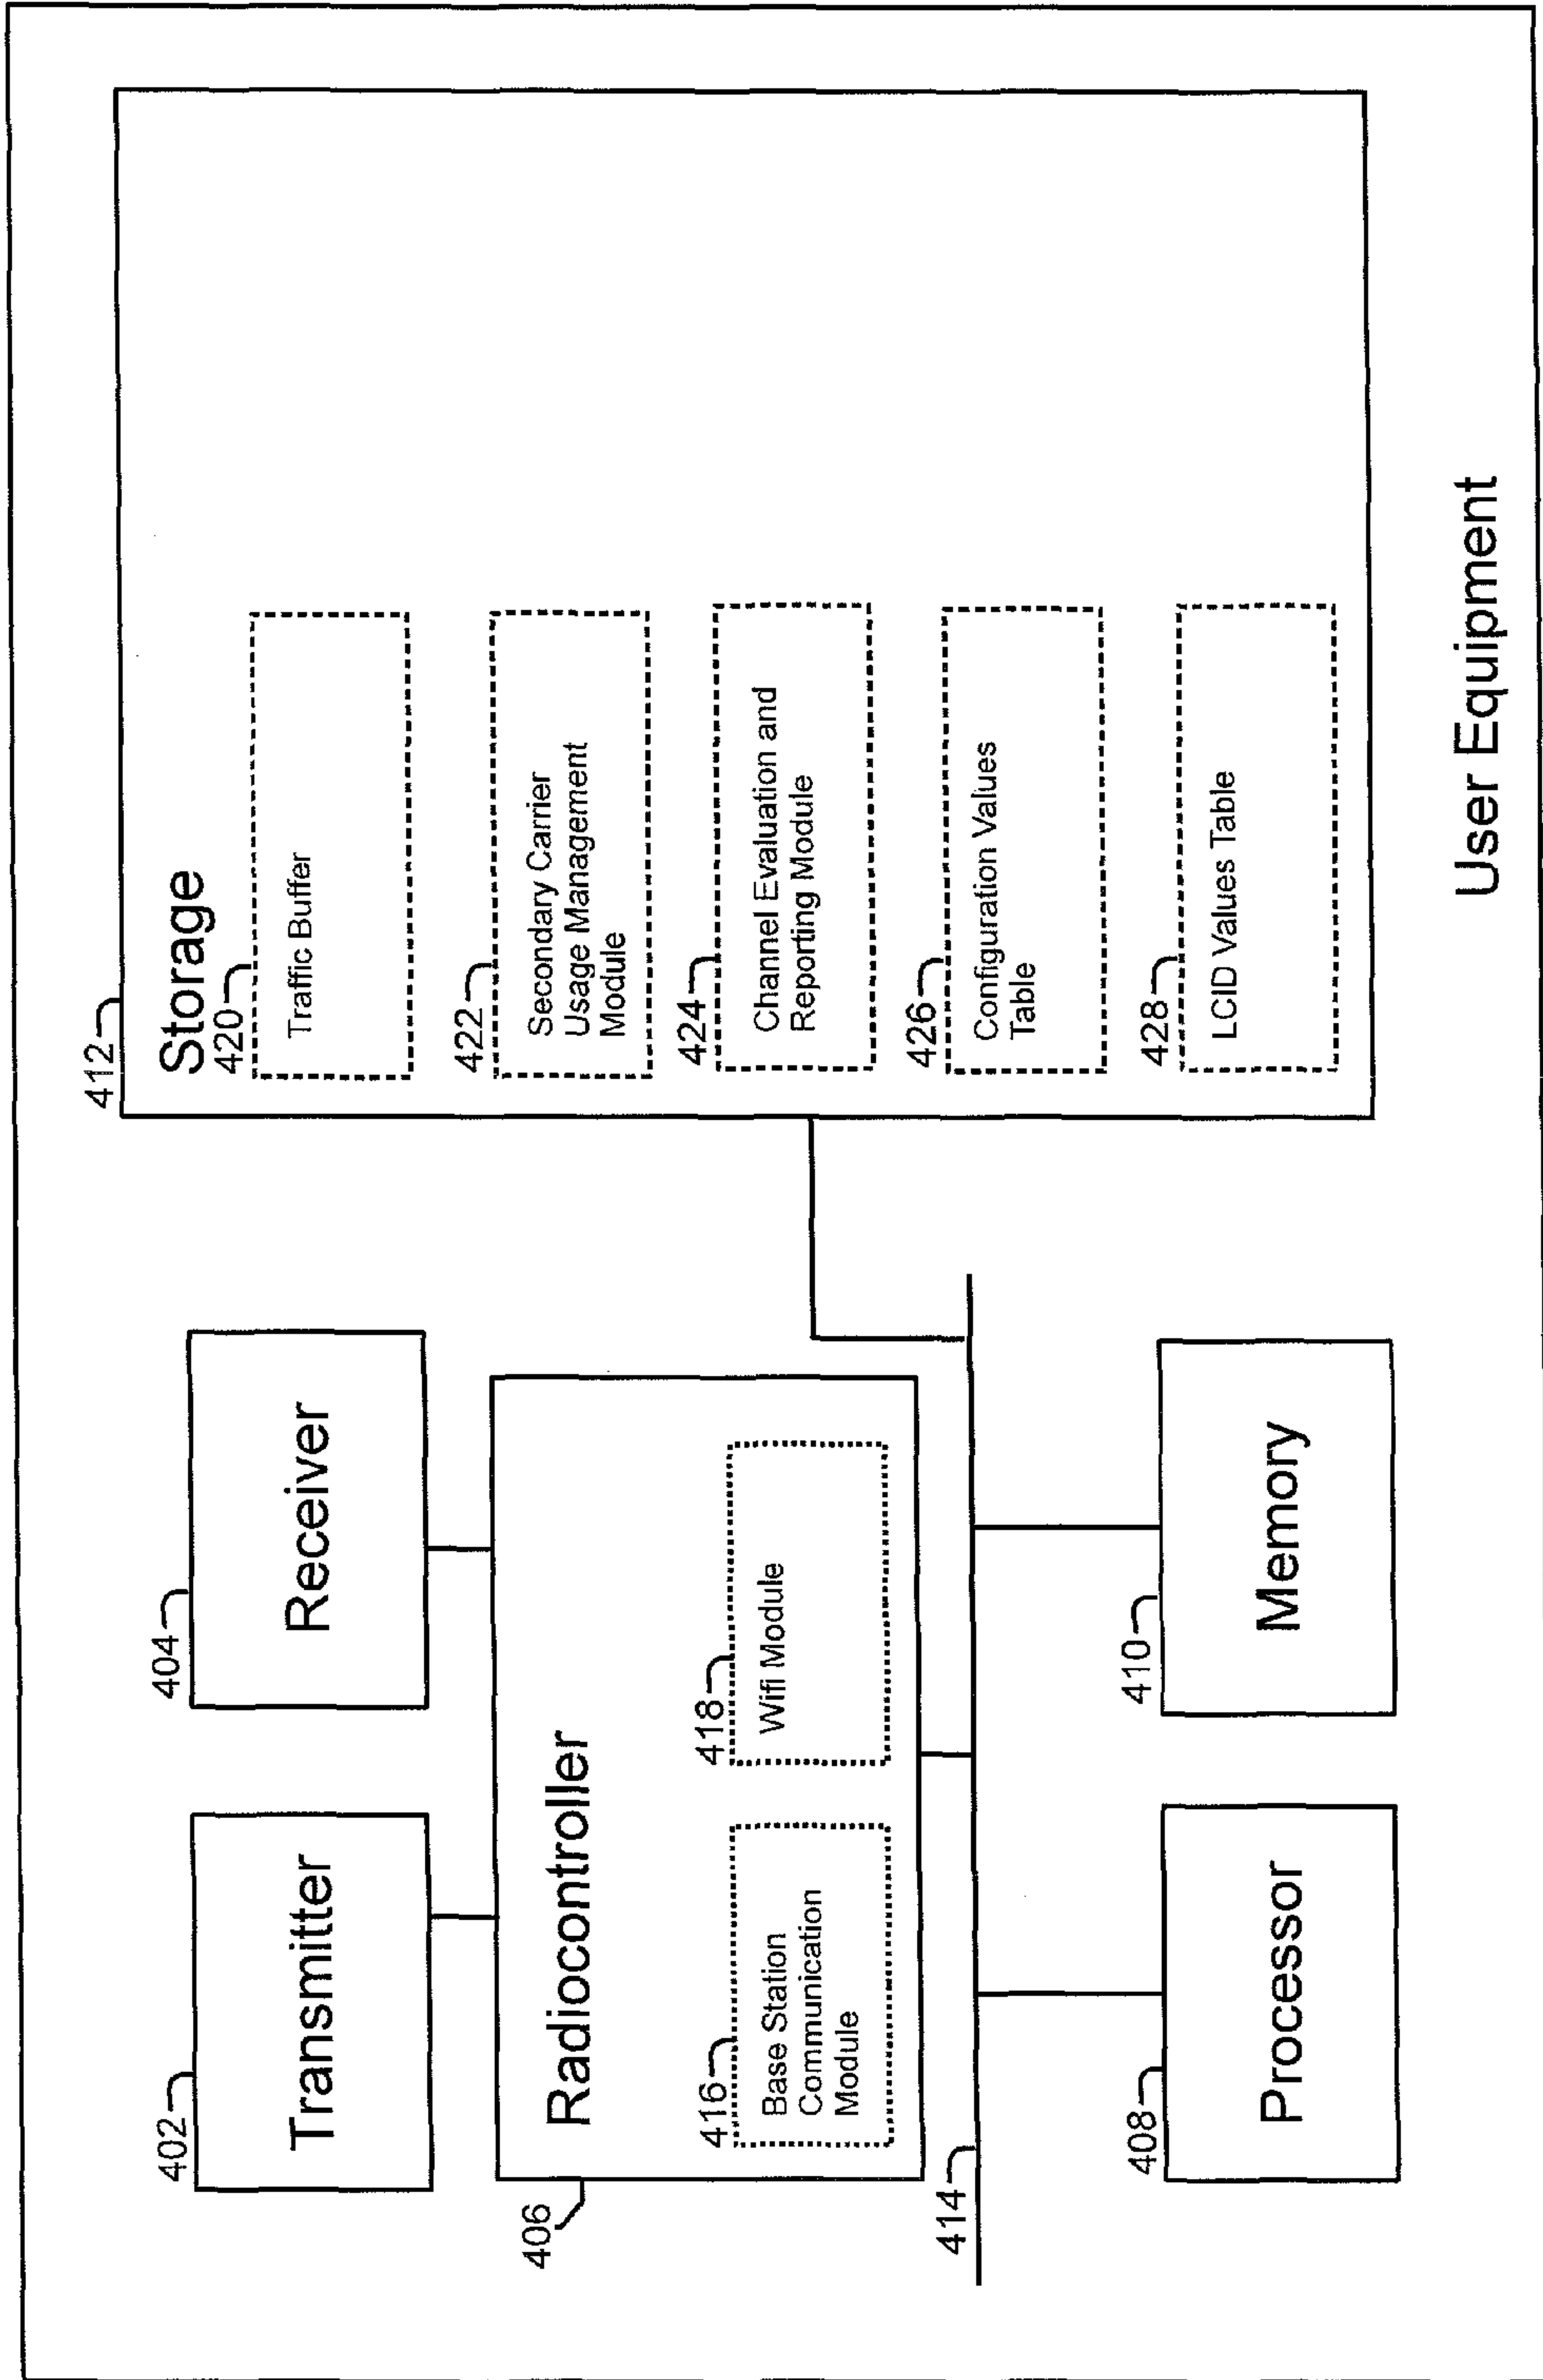 402
Transmitter
404
Receiver
406
Radiocontroller
416
Base Station
Communication
Module
418
Wifi Module
414
408
Processor
410
Memory
412
Storage
420
Traffic Buffer
422
Secondary Carrier
Usage Management
Module
424
Channel Evaluation and
Reporting Module
426
Configuration Values
Table
428
LCID Values Table
User Equipment